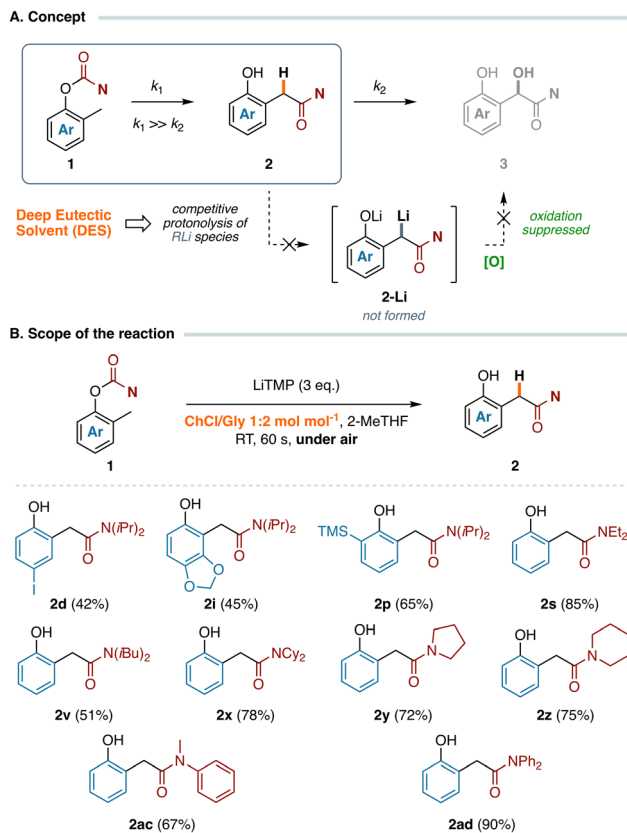 A. Concept
O
O
N
Ar
1
k1
k1 >> k2
OH
H
N
O
Ar
2
k2
OH
OH
N
O
Ar
3
Deep Eutectic
Solvent (DES)
competitive
protonolysis of
RLi species
OLi
Li
N
O
Ar
2-Li
not formed
[O]
oxidation
suppressed
B. Scope of the reaction
O
O
N
Ar
1
LiTMP (3 eq.)
ChCl/Gly 1:2 mol mol-1, 2-MeTHF
RT, 60 s, under air
OH
H
N
O
Ar
2
OH
N(iPr)2
O
I
2d (42%)
OH
N(iPr)2
O
O
O
2i (45%)
TMS
OH
N(iPr)2
O
2p (65%)
OH
NEt2
O
2s (85%)
OH
N(iBu)2
O
2v (51%)
OH
NCy2
O
2x (78%)
OH
N
O
2y (72%)
OH
N
O
2z (75%)
OH
N
O
2ac (67%)
OH
NPh2
O
2ad (90%)